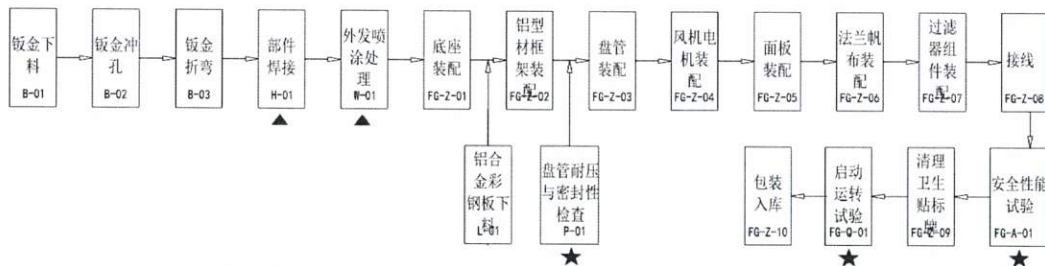 钣金下
料
B-01
钣金冲
孔
B-02
钣金
折弯
B-03
部件
焊接
H-01
外发喷
涂处
理
W-01
底座
装配
FG-Z-01
铝型
材框
架装
配
FG-Z-02
盘管
装配
FG-Z-03
风机电
机装
配
FG-Z-04
面板
装配
FG-Z-05
法兰帆
布装
配
FG-Z-06
过滤
器组
件装
配
FG-Z-07
接线
FG-Z-08
铝合
金彩
钢板下
料
L-01
盘管耐压
与密封性
检查
P-01
包装
入库
FG-Z-10
启动
运转
试验
FG-Q-01
清理
卫生
贴标
牌
FG-Z-09
安全性能
试验
FG-A-01